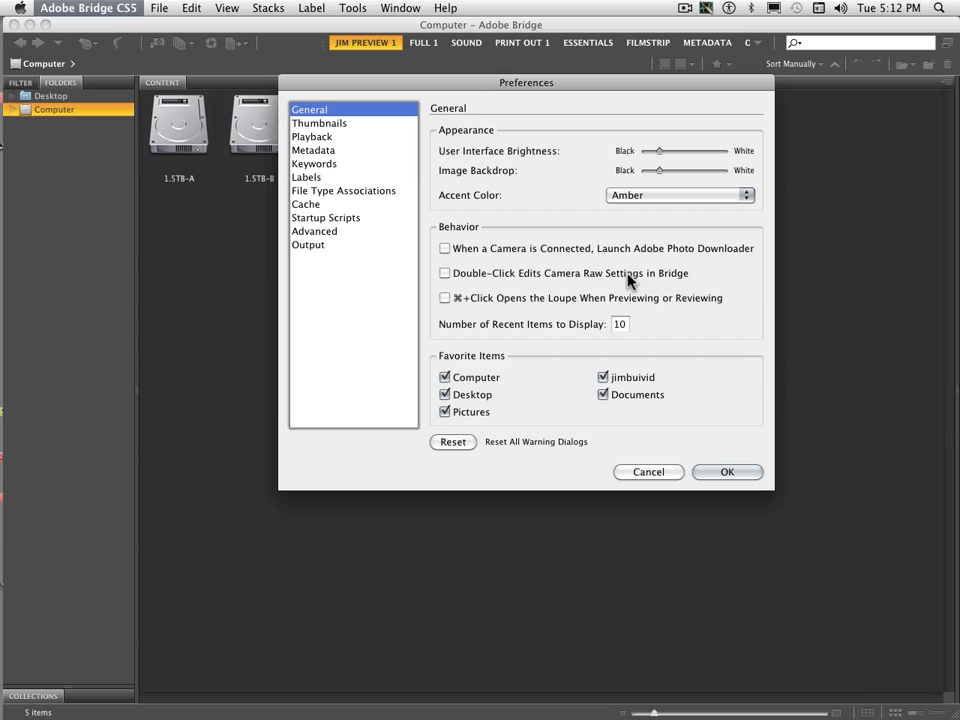 Adobe Bridge CS5 File Edit View Stacks Label Tools Window Help Tue 5:12 PM
Computer – Adobe Bridge
JIM PREVIEW 1 FULL 1 SOUND PRINT OUT 1 ESSENTIALS FILMSTRIP METADATA C
Computer Sort Manually
FILTER FOLDERS CONTENT
Desktop
Computer
1.5TB-A 1.5TB-B
Preferences
General
Thumbnails
Playback
Metadata
Keywords
Labels
File Type Associations
Cache
Startup Scripts
Advanced
Output
General
Appearance
User Interface Brightness: Black White
Image Backdrop: Black White
Accent Color: Amber
Behavior
When a Camera is Connected, Launch Adobe Photo Downloader
Double-Click Edits Camera Raw Settings in Bridge
⌘+Click Opens the Loupe When Previewing or Reviewing
Number of Recent Items to Display: 10
Favorite Items
Computer jimbuivid
Desktop Documents
Pictures
Reset Reset All Warning Dialogs
Cancel OK
COLLECTIONS
5 items